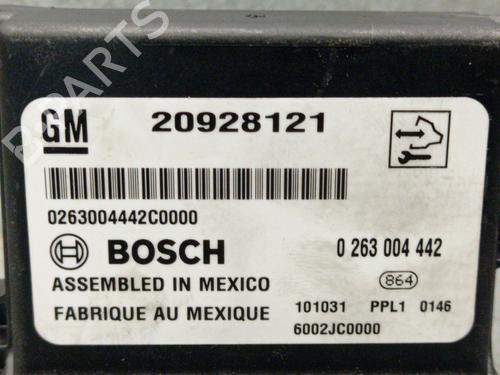 GM 20928121
0263004442C0000
BOSCH 0 263 004 442
ASSEMBLED IN MEXICO 864
FABRIQUE AU MEXIQUE 101031 PPL1 0146
6002JC0000
B-PARTS